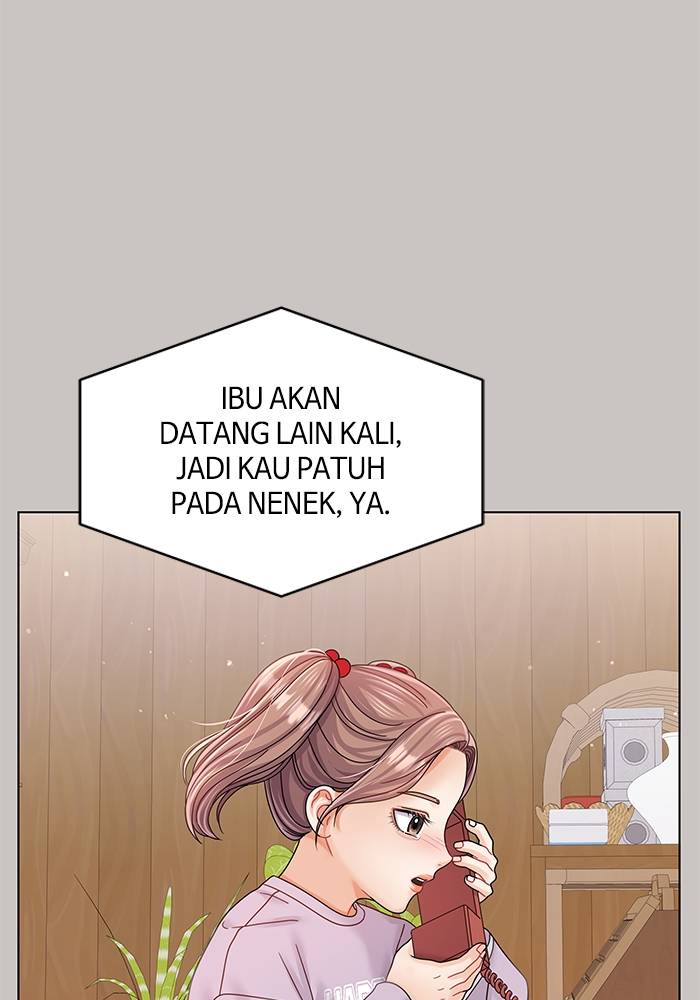 IBU AKAN
DATANG LAIN KALI,
JADI KAU PATUH
PADA NENEK, YA.